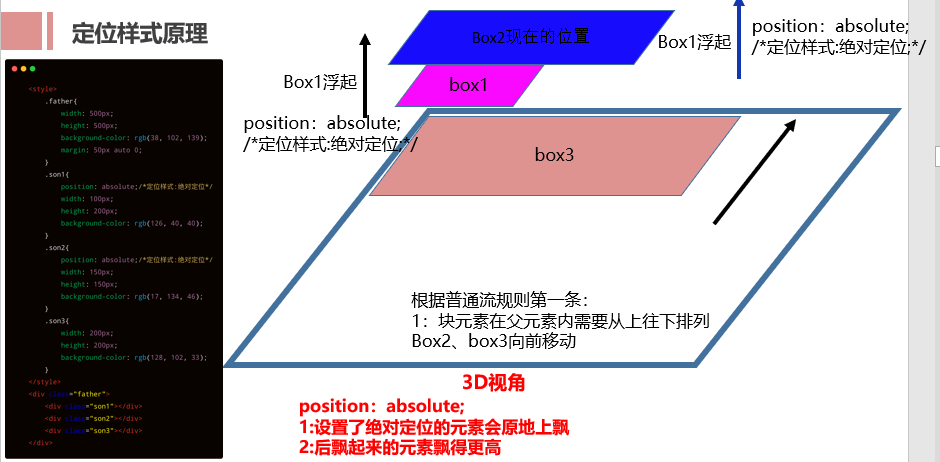 定位样式原理
<style>
.father{
width: 500px;
height: 500px;
background-color: rgb(38, 102, 139);
margin: 50px auto 0;
}
.son1{
position: absolute;/*定位样式:绝对定位*/
width: 100px;
height: 200px;
background-color: rgb(126, 40, 40);
}
.son2{
position: absolute;/*定位样式:绝对定位*/
width: 150px;
height: 150px;
background-color: rgb(17, 134, 46);
}
.son3{
width: 200px;
height: 200px;
background-color: rgb(128, 102, 33);
}
</style>
<div class="father">
<div class="son1"></div>
<div class="son2"></div>
<div class="son3"></div>
</div>
Box2现在的位置
Box1浮起
position：absolute;
/*定位样式:绝对定位;*/
Box1浮起
box1
position：absolute;
/*定位样式:绝对定位;*/
box3
根据普通流规则第一条：
1：块元素在父元素内需要从上往下排列
Box2、box3向前移动
3D视角
position：absolute;
1:设置了绝对定位的元素会原地上飘
2:后飘起来的元素飘得更高